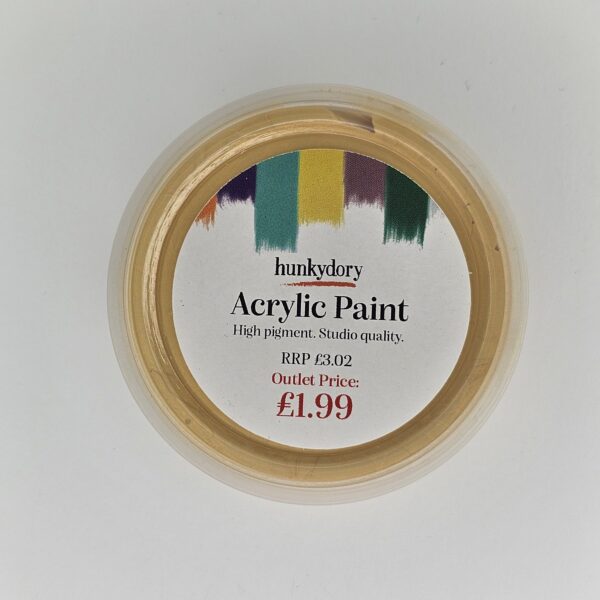 hunkydory
Acrylic Paint
High pigment. Studio quality.
RRP £3.02
Outlet Price:
£1.99